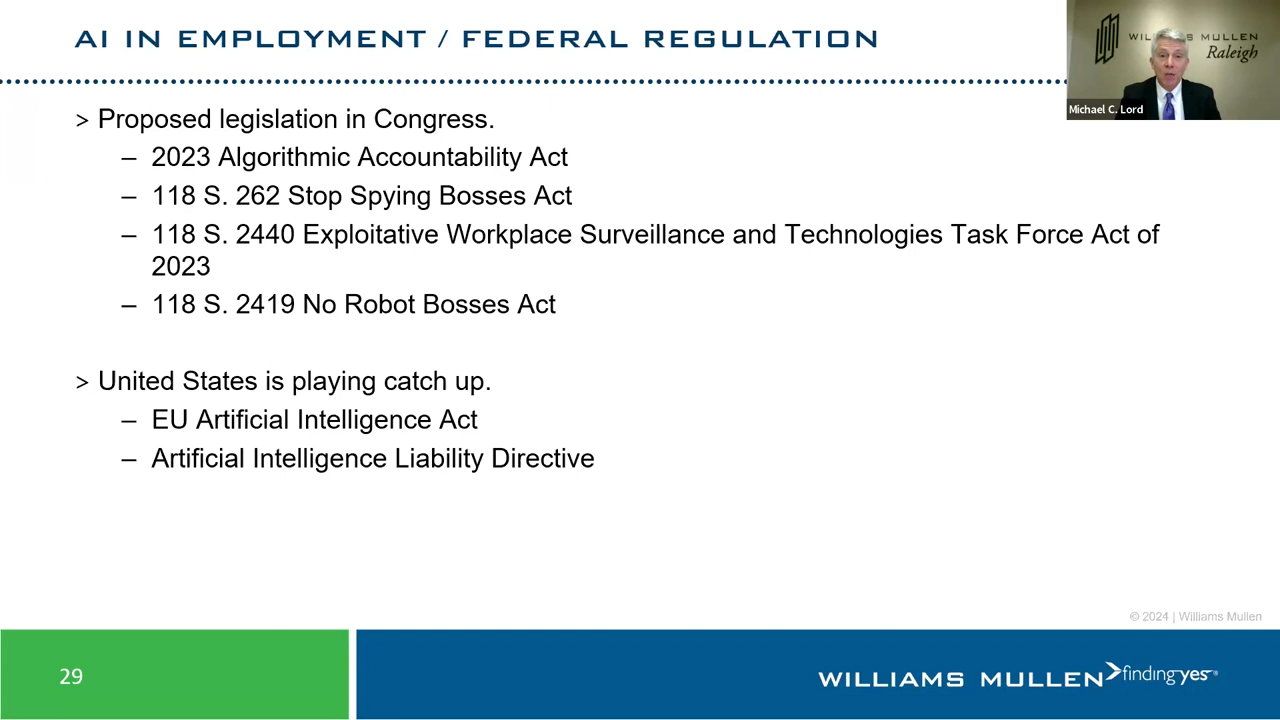 AI IN EMPLOYMENT / FEDERAL REGULATION
WILLIAMS MULLEN
Raleigh
Michael C. Lord
> Proposed legislation in Congress.
– 2023 Algorithmic Accountability Act
– 118 S. 262 Stop Spying Bosses Act
– 118 S. 2440 Exploitative Workplace Surveillance and Technologies Task Force Act of
2023
– 118 S. 2419 No Robot Bosses Act
> United States is playing catch up.
– EU Artificial Intelligence Act
– Artificial Intelligence Liability Directive
© 2024 | Williams Mullen
29
WILLIAMS MULLEN finding yes®